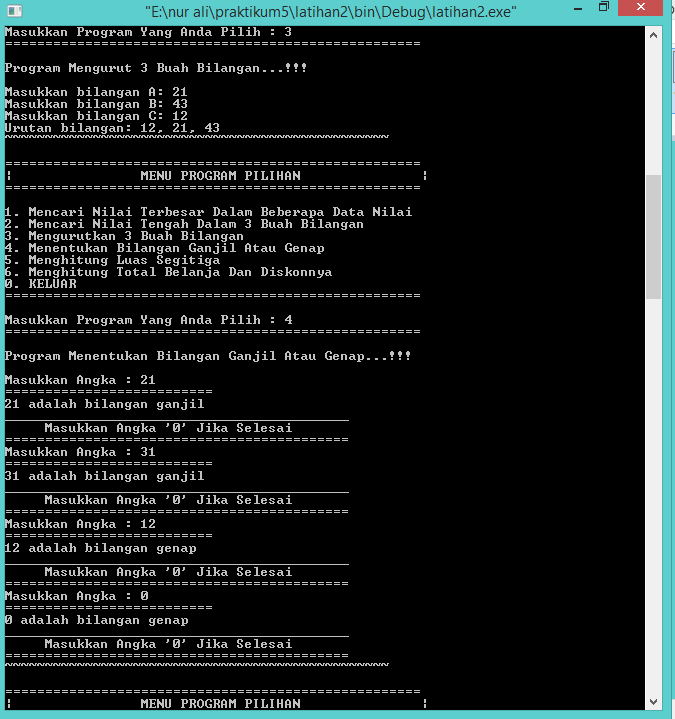 "E:\nur ali\praktikum5\latihan2\bin\Debug\latihan2.exe"
Masukkan Program Yang Anda Pilih : 3
====================================================
Program Mengurut 3 Buah Bilangan...!!!
Masukkan bilangan A: 21
Masukkan bilangan B: 43
Masukkan bilangan C: 12
Urutan bilangan: 12, 21, 43
~~~~~~~~~~~~~~~~~~~~~~~~~~~~~~~~~~~~~~~~~~~~~~~~
====================================================
¦                MENU PROGRAM PILIHAN               ¦
====================================================
1. Mencari Nilai Terbesar Dalam Beberapa Data Nilai
2. Mencari Nilai Tengah Dalam 3 Buah Bilangan
3. Mengurutkan 3 Buah Bilangan
4. Menentukan Bilangan Ganjil Atau Genap
5. Menghitung Luas Segitiga
6. Menghitung Total Belanja Dan Diskonnya
0. KELUAR
====================================================
Masukkan Program Yang Anda Pilih : 4
====================================================
Program Menentukan Bilangan Ganjil Atau Genap...!!!
Masukkan Angka : 21
==========================
21 adalah bilangan ganjil
___________________________________________
Masukkan Angka '0' Jika Selesai
===========================================
Masukkan Angka : 31
==========================
31 adalah bilangan ganjil
___________________________________________
Masukkan Angka '0' Jika Selesai
===========================================
Masukkan Angka : 12
==========================
12 adalah bilangan genap
___________________________________________
Masukkan Angka '0' Jika Selesai
===========================================
Masukkan Angka : 0
==========================
0 adalah bilangan genap
___________________________________________
Masukkan Angka '0' Jika Selesai
===========================================
~~~~~~~~~~~~~~~~~~~~~~~~~~~~~~~~~~~~~~~~~~~~~~~~
====================================================
¦                MENU PROGRAM PILIHAN               ¦